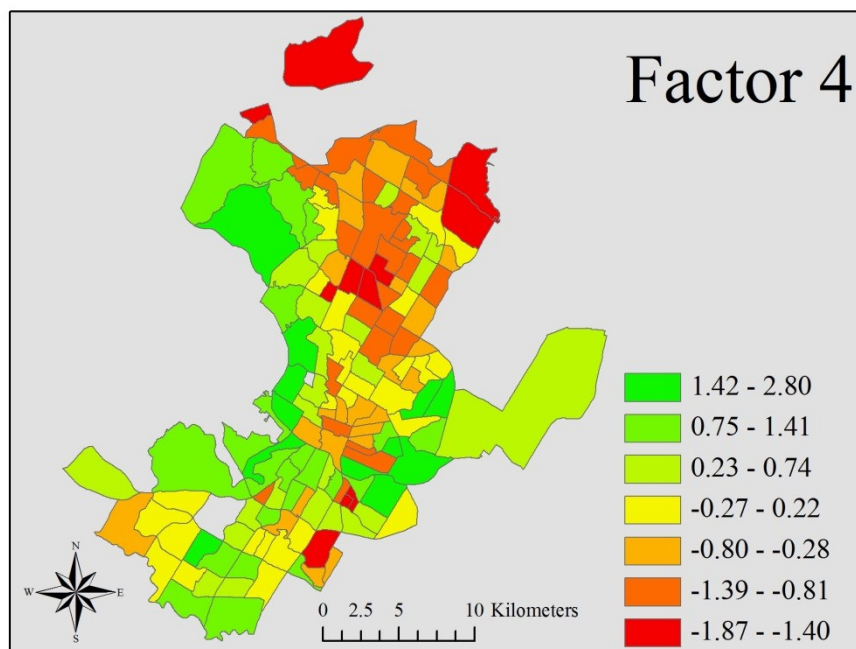 Factor 4
1.42 - 2.80
0.75 - 1.41
0.23 - 0.74
-0.27 - 0.22
-0.80 - -0.28
-1.39 - -0.81
-1.87 - -1.40
N
W E
S
0 2.5 5 10 Kilometers